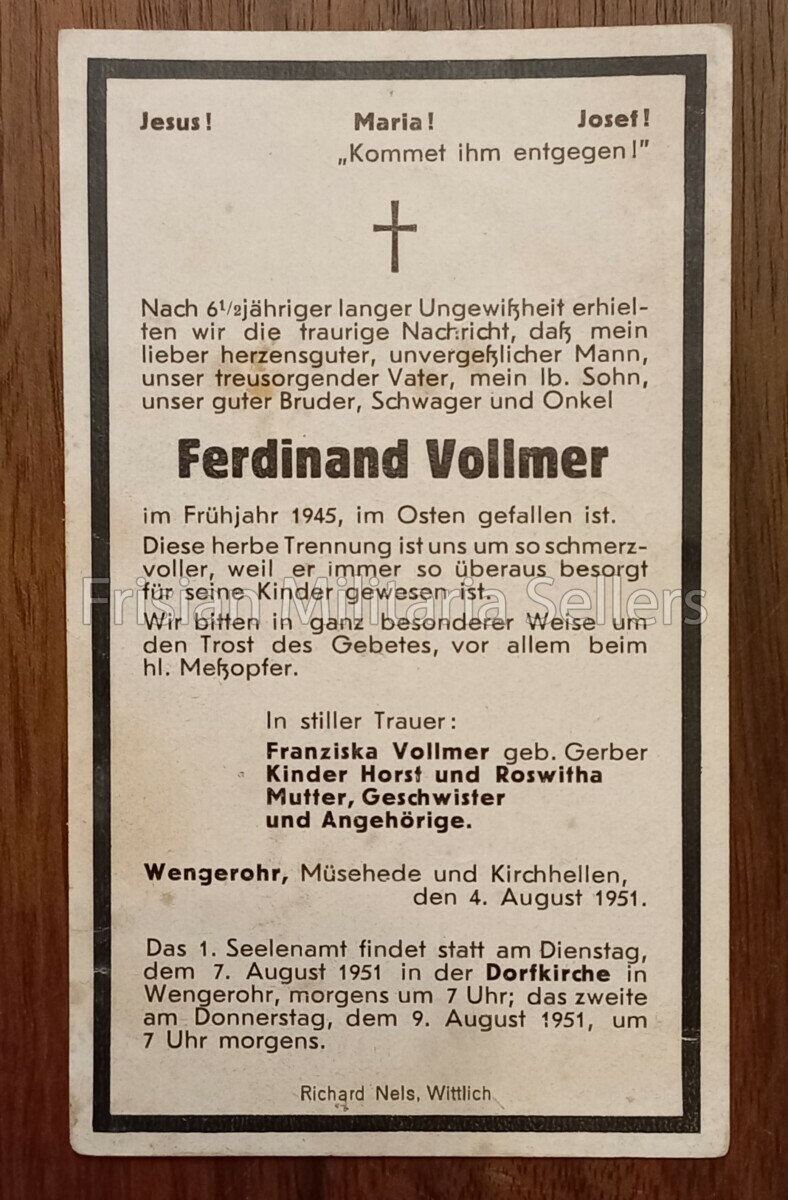 Jesus! Maria! Josef!
„Kommet ihm entgegen!"
Nach 6½jähriger langer Ungewißheit erhiel-
ten wir die traurige Nachricht, daß mein
lieber herzensguter, unvergeßlicher Mann,
unser treusorgender Vater, mein lb. Sohn,
unser guter Bruder, Schwager und Onkel
Ferdinand Vollmer
im Frühjahr 1945, im Osten gefallen ist.
Diese herbe Trennung ist uns um so schmerz-
voller, weil er immer so überaus besorgt
für seine Kinder gewesen ist.
Frisian Militaria Sellers
Wir bitten in ganz besonderer Weise um
den Trost des Gebetes, vor allem beim
hl. Meßopfer.
In stiller Trauer:
Franziska Vollmer geb. Gerber
Kinder Horst und Roswitha
Mutter, Geschwister
und Angehörige.
Wengerohr, Müsehede und Kirchhellen,
den 4. August 1951.
Das 1. Seelenamt findet statt am Dienstag,
dem 7. August 1951 in der Dorfkirche in
Wengerohr, morgens um 7 Uhr; das zweite
am Donnerstag, dem 9. August 1951, um
7 Uhr morgens.
Richard Nels, Wittlich